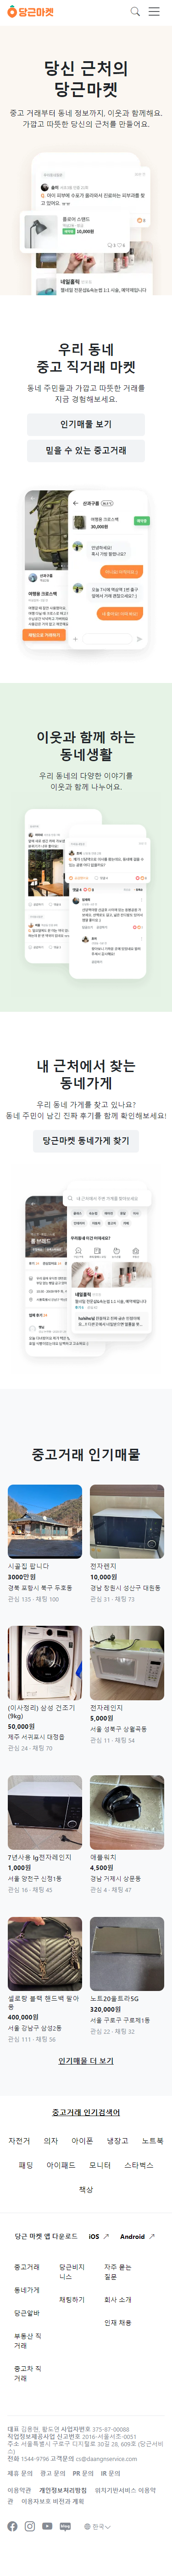 당근마켓
당신 근처의
당근마켓
중고 거래부터 동네 정보까지, 이웃과 함께해요.
가깝고 따뜻한 당신의 근처를 만들어요.
플로어 스탠드
10,000원
네일홀릭
우리 동네
중고 직거래 마켓
동네 주민들과 가깝고 따뜻한 거래를
지금 경험해보세요.
인기매물 보기
믿을 수 있는 중고거래
여행용 크로스백
30,000원
안녕하세요!
이웃과 함께 하는
동네생활
우리 동네의 다양한 이야기를
이웃과 함께 나누어요.
내 근처에서 찾는
동네가게
우리 동네 가게를 찾고 있나요?
동네 주민이 남긴 진짜 후기를 함께 확인해보세요!
당근마켓 동네가게 찾기
네일홀릭
중고거래 인기매물
시골집 팝니다
3000만원
경북 포항시 북구 두호동
관심 135 · 채팅 100
전자렌지
10,000원
경남 창원시 성산구 대원동
관심 31 · 채팅 73
(이사정리) 삼성 건조기
(9kg)
50,000원
제주 서귀포시 대정읍
관심 24 · 채팅 70
전자레인지
5,000원
서울 성북구 상월곡동
관심 11 · 채팅 54
7년사용 lg전자레인지
1,000원
서울 양천구 신정1동
관심 16 · 채팅 45
애플워치
4,500원
경남 거제시 상문동
관심 4 · 채팅 47
셀로랑 블랙 핸드백 팔아
용
400,000원
서울 강남구 삼성2동
관심 111 · 채팅 56
노트20울트라5G
320,000원
서울 구로구 구로제1동
관심 22 · 채팅 32
인기매물 더 보기
중고거래 인기검색어
자전거 의자 아이폰 냉장고 노트북
패딩 아이패드 모니터 스타벅스
책상
당근 마켓 앱 다운로드 iOS Android
중고거래
동네가게
당근알바
부동산 직
거래
중고차 직
거래
당근비지
니스
채팅하기
자주 묻는
질문
회사 소개
인재 채용
대표 김용현, 황도연 사업자번호 375-87-00088
직업정보제공사업 신고번호 2016-서울서초-0051
주소 서울특별시 구로구 디지털로 30길 28, 609호 (당근서비
스)
전화 1544-9796 고객문의 cs@daangnservice.com
제휴 문의 광고 문의 PR 문의 IR 문의
이용약관 개인정보처리방침 위치기반서비스 이용약
관 이용자보호 비전과 계획
한국